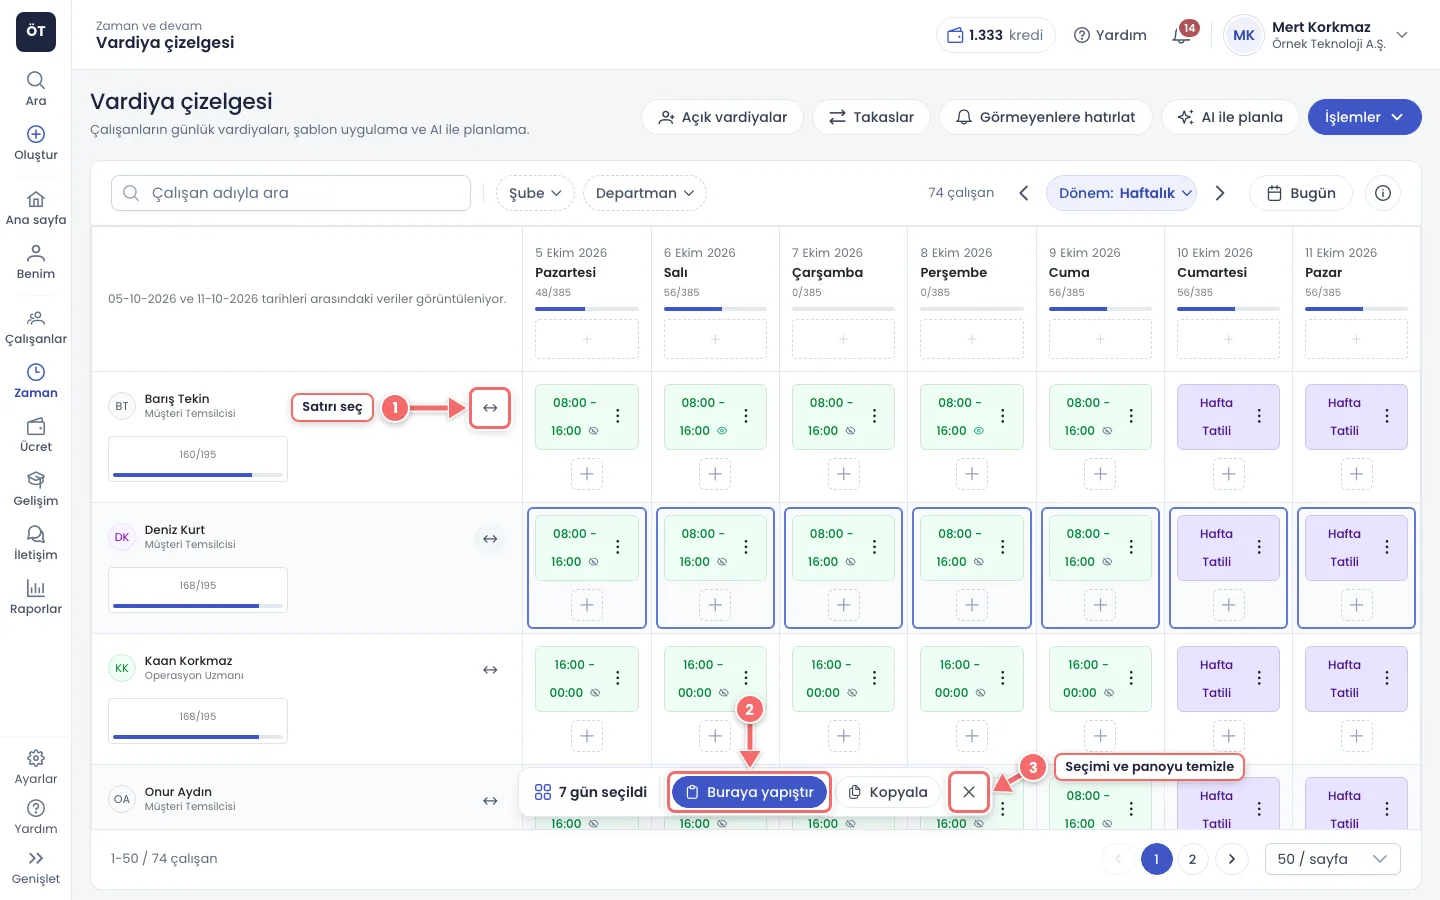 ÖT
Ara
Oluştur
Ana sayfa
Benim
Çalışanlar
Zaman
Ücret
Gelişim
İletişim
Raporlar
Ayarlar
Yardım
Genişlet
Zaman ve devam
Vardiya çizelgesi
1.333 kredi
Yardım
14
MK
Mert Korkmaz
Örnek Teknoloji A.Ş.
Vardiya çizelgesi
Çalışanların günlük vardiyaları, şablon uygulama ve AI ile planlama.
Açık vardiyalar
Takaslar
Görmeyenlere hatırlat
AI ile planla
İşlemler
Çalışan adıyla ara
Şube
Departman
74 çalışan
Dönem: Haftalık
Bugün
05-10-2026 ve 11-10-2026 tarihleri arasındaki veriler görüntüleniyor.
5 Ekim 2026
Pazartesi
48/385
6 Ekim 2026
Salı
56/385
7 Ekim 2026
Çarşamba
0/385
8 Ekim 2026
Perşembe
0/385
9 Ekim 2026
Cuma
56/385
10 Ekim 2026
Cumartesi
56/385
11 Ekim 2026
Pazar
56/385
BT
Barış Tekin
Müşteri Temsilcisi
160/195
Satırı seç
1
08:00 -
16:00
08:00 -
16:00
08:00 -
16:00
08:00 -
16:00
08:00 -
16:00
Hafta
Tatili
Hafta
Tatili
DK
Deniz Kurt
Müşteri Temsilcisi
168/195
08:00 -
16:00
08:00 -
16:00
08:00 -
16:00
08:00 -
16:00
08:00 -
16:00
Hafta
Tatili
Hafta
Tatili
KK
Kaan Korkmaz
Operasyon Uzmanı
168/195
16:00 -
00:00
16:00 -
00:00
16:00 -
00:00
16:00 -
00:00
16:00 -
00:00
Hafta
Tatili
Hafta
Tatili
2
3
Seçimi ve panoyu temizle
OA
Onur Aydın
Müşteri Temsilcisi
7 gün seçildi
Buraya yapıştır
Kopyala
16:00
16:00
16:00
16:00
08:00 -
16:00
Hafta
Tatili
Hafta
Tatili
1-50 / 74 çalışan
1
2
50 / sayfa